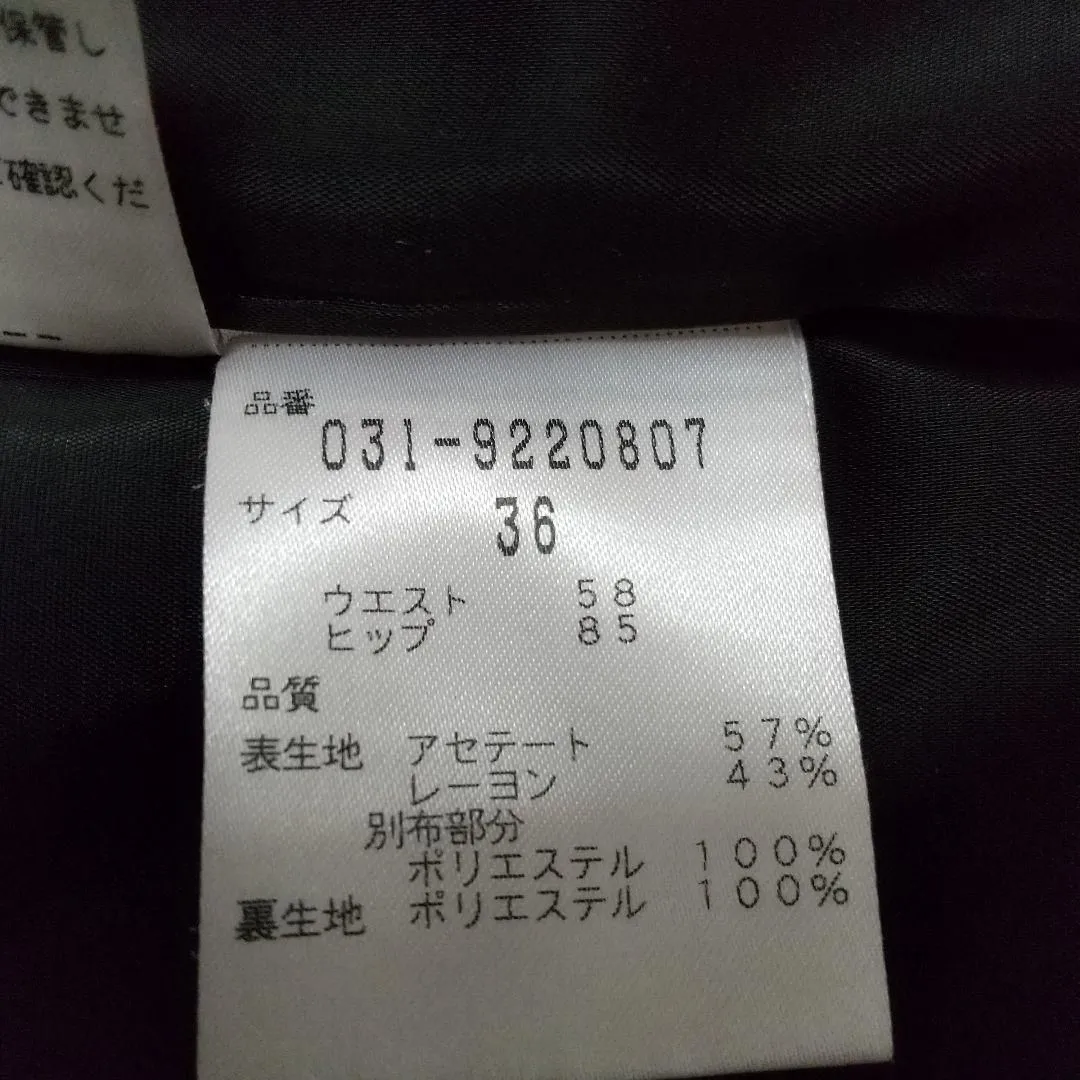 保管し
できませ
確認くだ
品番
031-9220807
サイズ 36
ウエスト 58
ヒップ 85
品質
表生地 アセテート 57%
レーヨン 43%
別布部分
ポリエステル 100%
裏生地 ポリエステル 100%